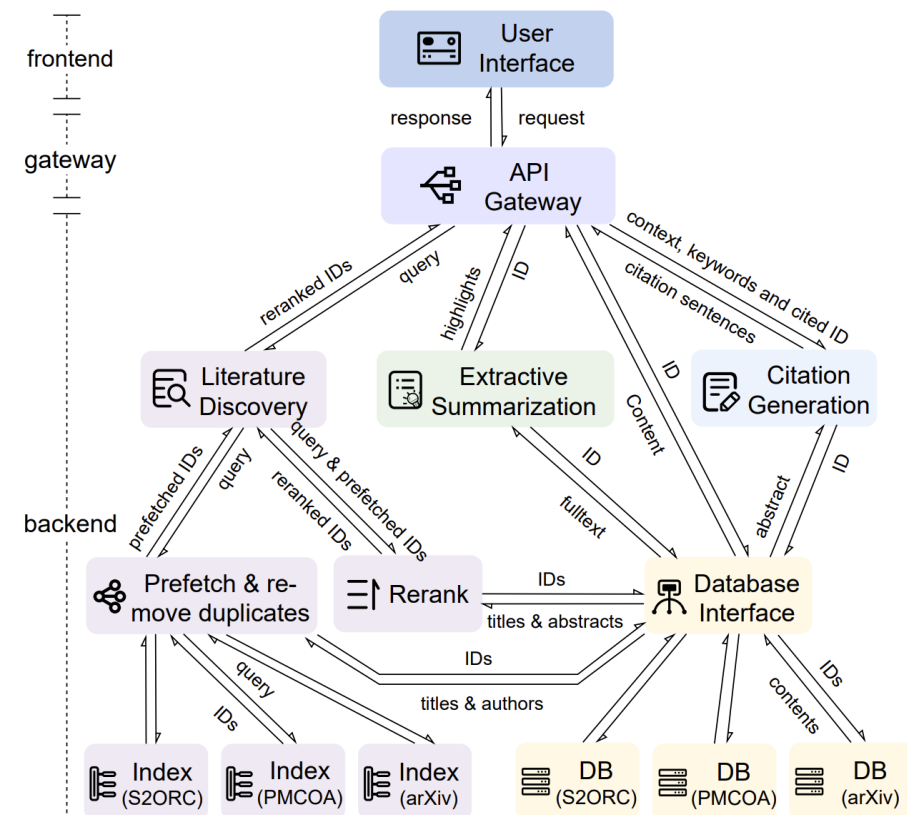 frontend
User
Interface
response
request
gateway
API
Gateway
reranked IDs
query
highlights
ID
context, keywords and cited ID
citation sentences
ID
Content
Literature
Discovery
Extractive
Summarization
Citation
Generation
prefetched IDs
query
query & prefetched IDs
reranked IDs
ID
fulltext
abstract
ID
backend
Prefetch & re-
move duplicates
Rerank
IDs
titles & abstracts
Database
Interface
IDs
titles & authors
query
IDs
IDs
contents
Index
(S2ORC)
Index
(PMCOA)
Index
(arXiv)
DB
(S2ORC)
DB
(PMCOA)
DB
(arXiv)